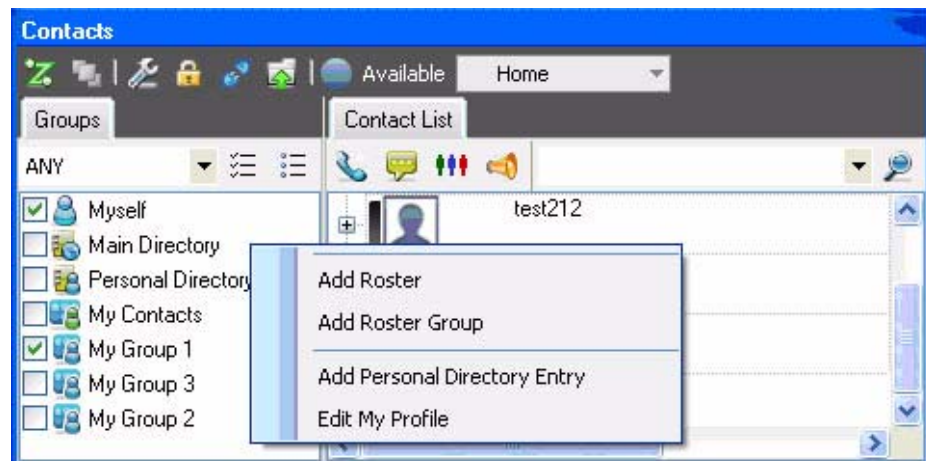 Contacts
Available Home
Groups Contact List
ANY
Myself test212
Main Directory
Personal Directory
My Contacts
My Group 1
My Group 3
My Group 2
Add Roster
Add Roster Group
Add Personal Directory Entry
Edit My Profile